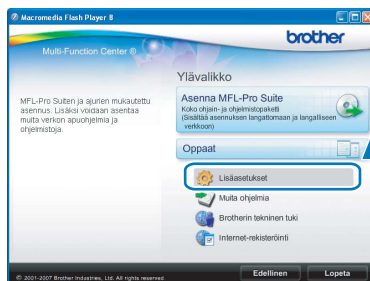 Macromedia Flash Player 8
brother
Multi-Function Center ®
Ylävalikko
MFL-Pro Suiten ja ajurien mukautettu
asennus. Lisäksi voidaan asentaa
muita verkon apuohjelmia ja
ohjelmistoja.
Asenna MFL-Pro Suite
Koko ohjain- ja ohjelmistopaketti
(Sisältää asennuksen langattomaan ja langalliseen
verkkoon)
Oppaat
Lisäasetukset
Muita ohjelmia
Brotherin tekninen tuki
Internet-rekisteröinti
© 2001-2007 Brother Industries, Ltd. All rights reserved.
Edellinen
Lopeta